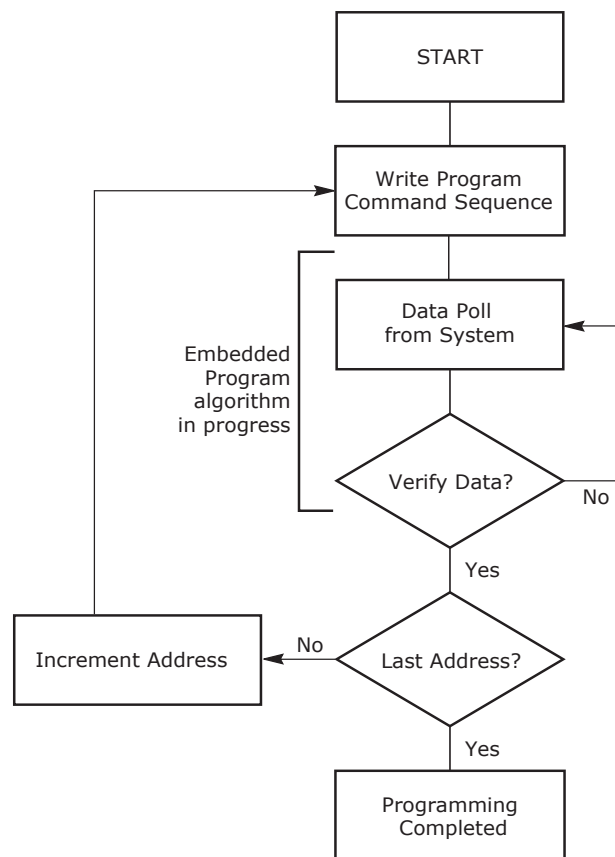 START
Write Program
Command Sequence
Data Poll
from System
Embedded
Program
algorithm
in progress
Verify Data?
No
Yes
Increment Address
No
Last Address?
Yes
Programming
Completed